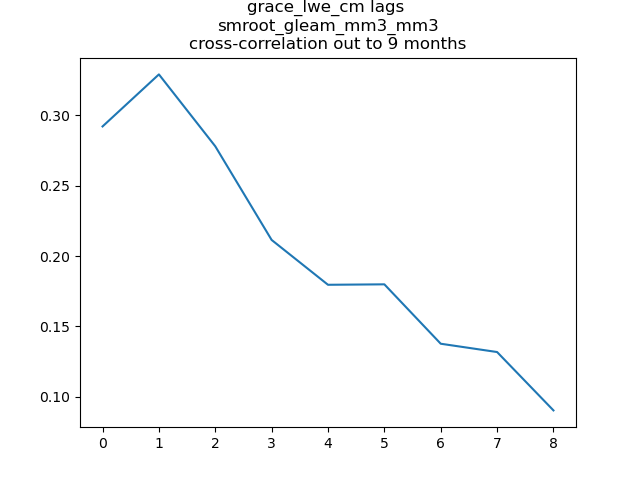 grace_lwe_cm lags
smroot_gleam_mm3_mm3
cross-correlation out to 9 months
0.30
0.25
0.20
0.15
0.10
0 1 2 3 4 5 6 7 8